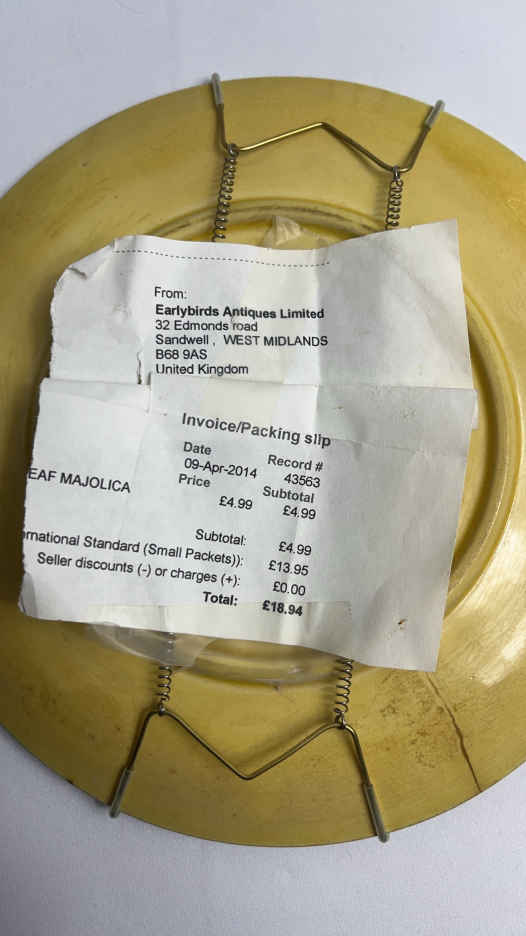 From:
Earlybirds Antiques Limited
32 Edmonds road
Sandwell , WEST MIDLANDS
B68 9AS
United Kingdom
Invoice/Packing slip
Date Record #
09-Apr-2014 43563
Price Subtotal
EAF MAJOLICA £4.99 £4.99
Subtotal: £4.99
rnational Standard (Small Packets)): £13.95
Seller discounts (-) or charges (+): £0.00
Total: £18.94